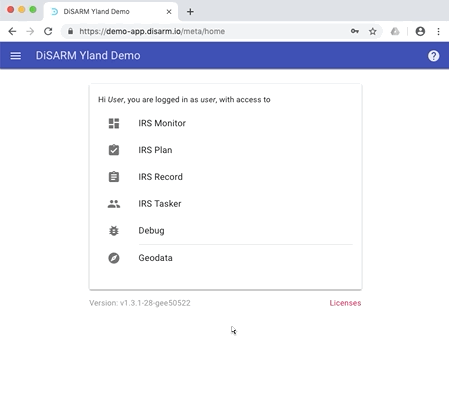 DiSARM Yland Demo
https://demo-app.disarm.io/meta/home
DiSARM Yland Demo
Hi User, you are logged in as user, with access to
IRS Monitor
IRS Plan
IRS Record
IRS Tasker
Debug
Geodata
Version: v1.3.1-28-gee50522
Licenses